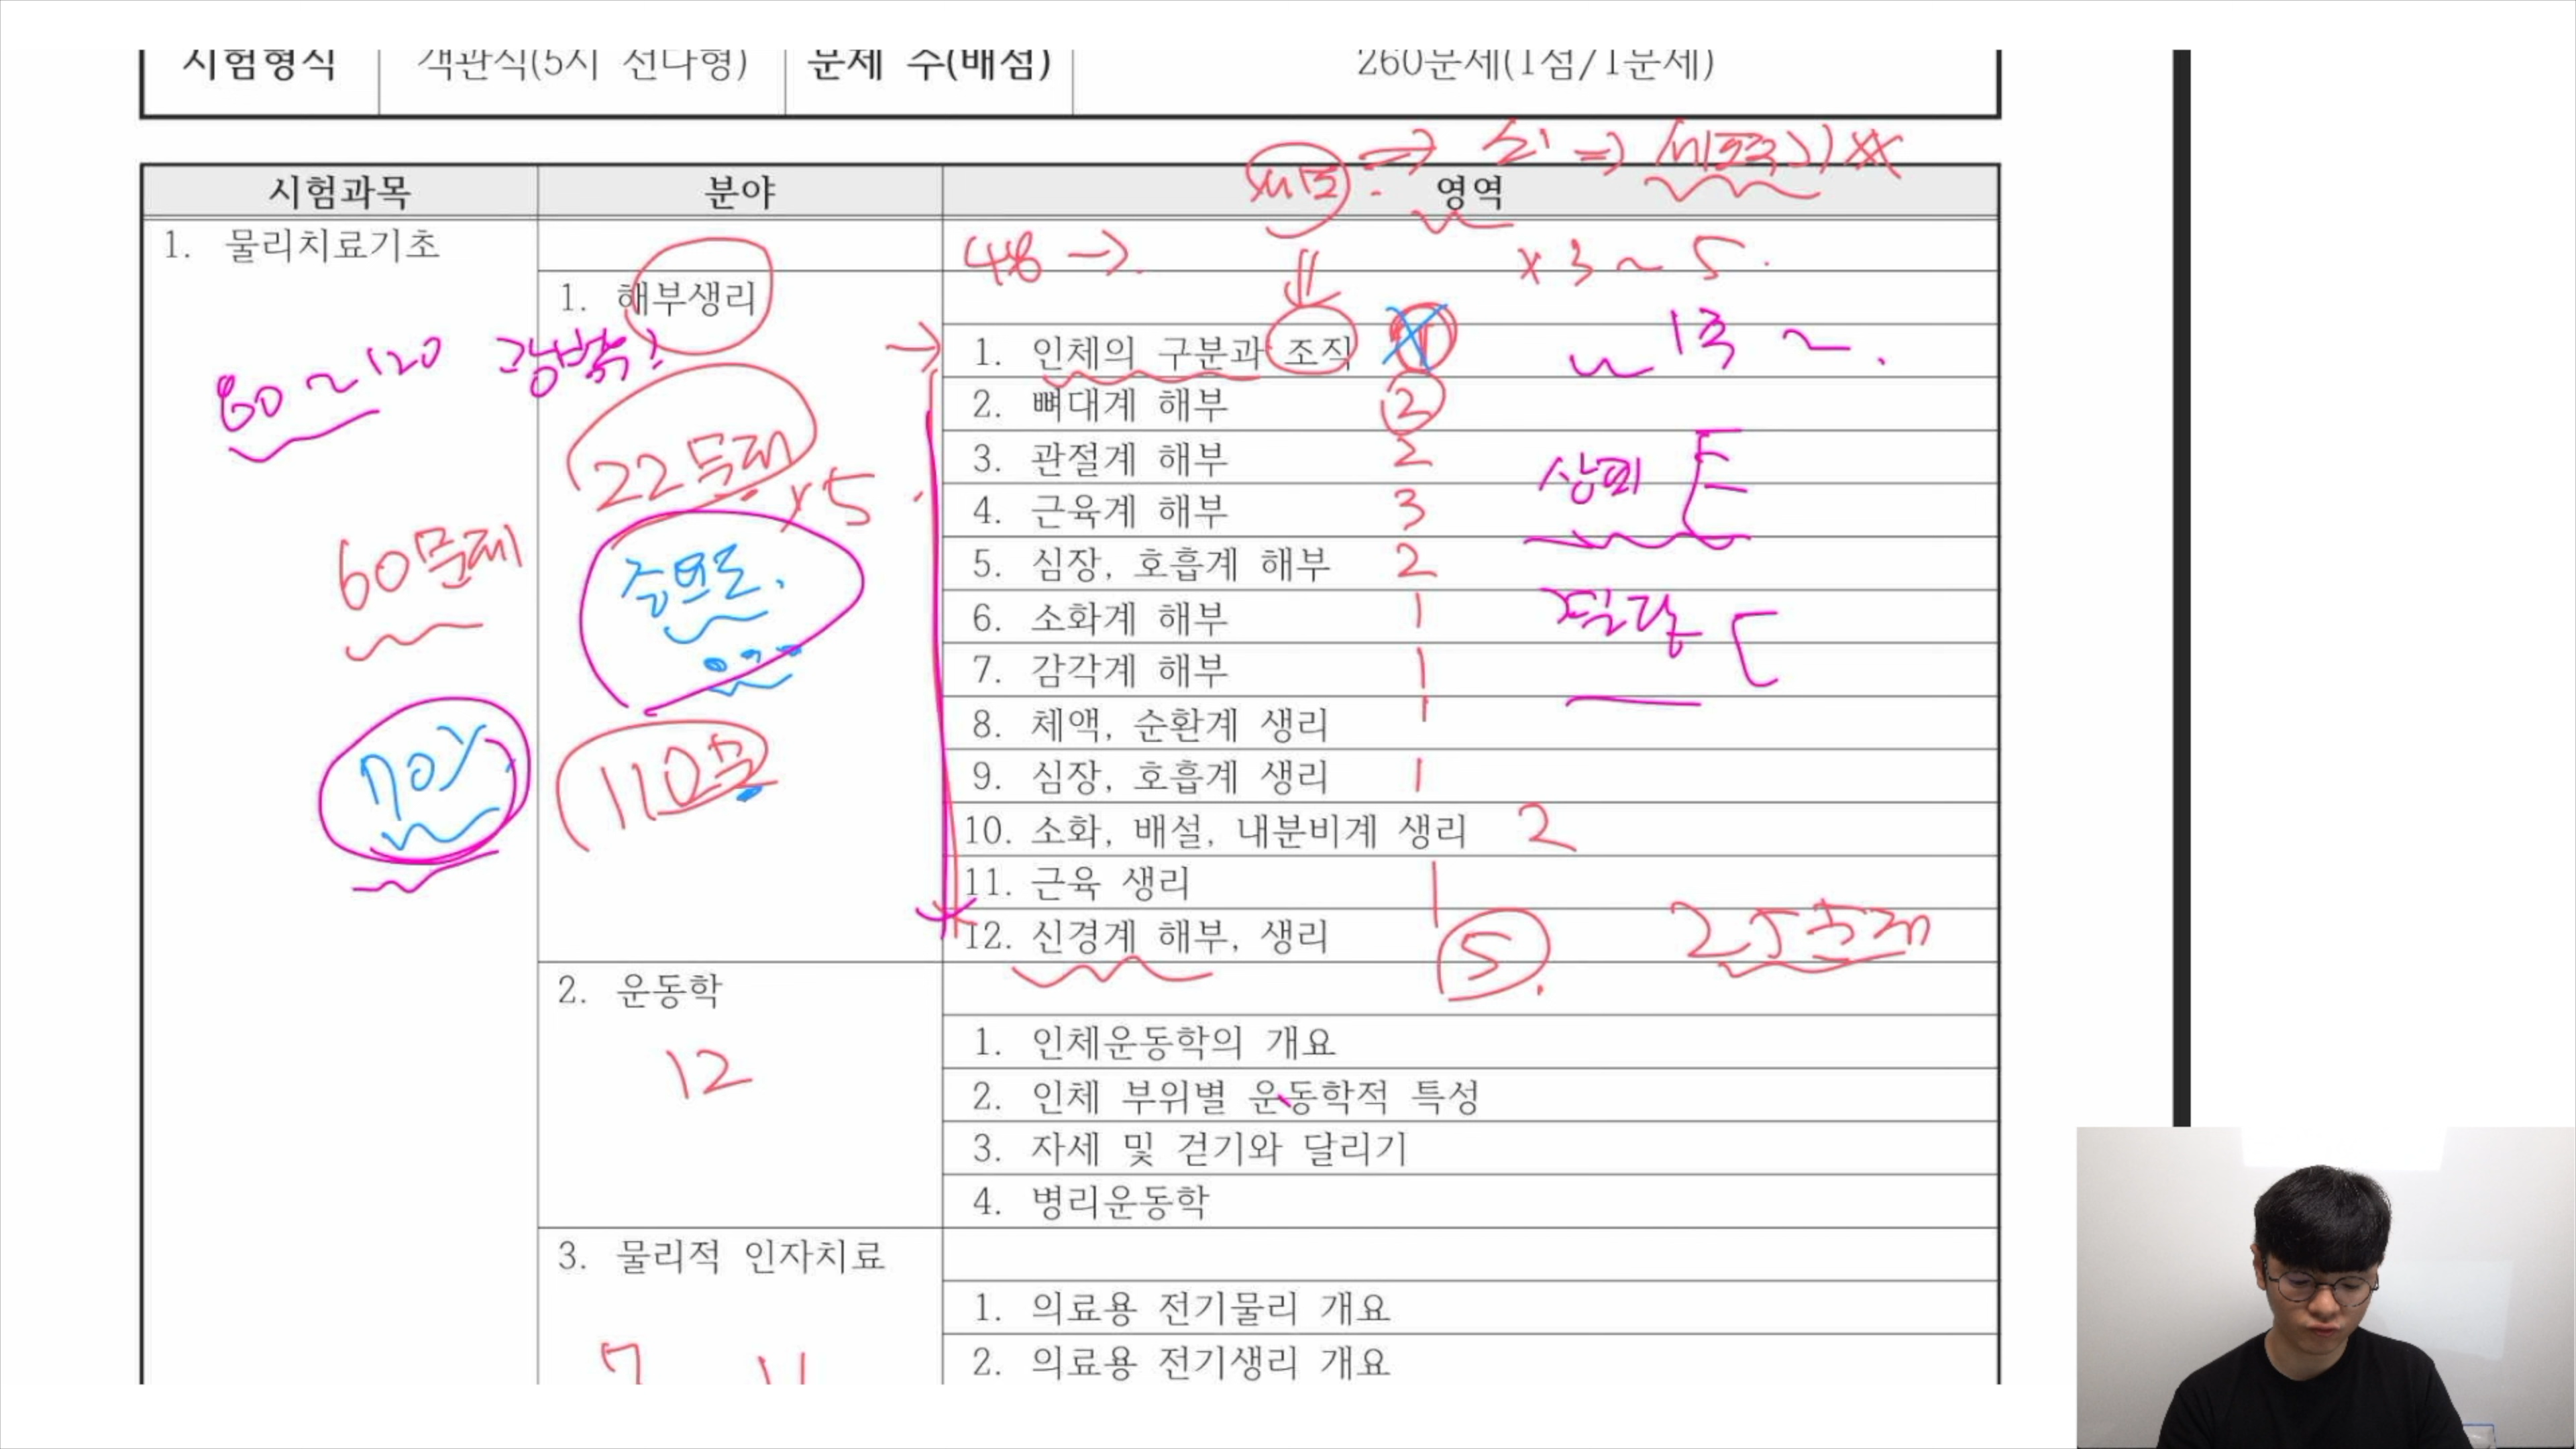 시험형식 객관식(5지 선다형) 문제 수(배점) 260문제(1점/1문제)
시험과목 분야 영역
1. 물리치료기초
48 →. × 3 ~ 5.
1. 해부생리
80 ~ 120
1. 인체의 구분과 조직 1
2. 뼈대계 해부 2
3. 관절계 해부 2
22문제 × 5
상피
4. 근육계 해부 3
60문제
5. 심장, 호흡계 해부 2
6. 소화계 해부 1
7. 감각계 해부 1
8. 체액, 순환계 생리 1
70%
110문
9. 심장, 호흡계 생리 1
10. 소화, 배설, 내분비계 생리 2
11. 근육 생리 1
12. 신경계 해부, 생리 5.
25문제
2. 운동학
12
1. 인체운동학의 개요
2. 인체 부위별 운동학적 특성
3. 자세 및 걷기와 달리기
4. 병리운동학
3. 물리적 인자치료
1. 의료용 전기물리 개요
2. 의료용 전기생리 개요